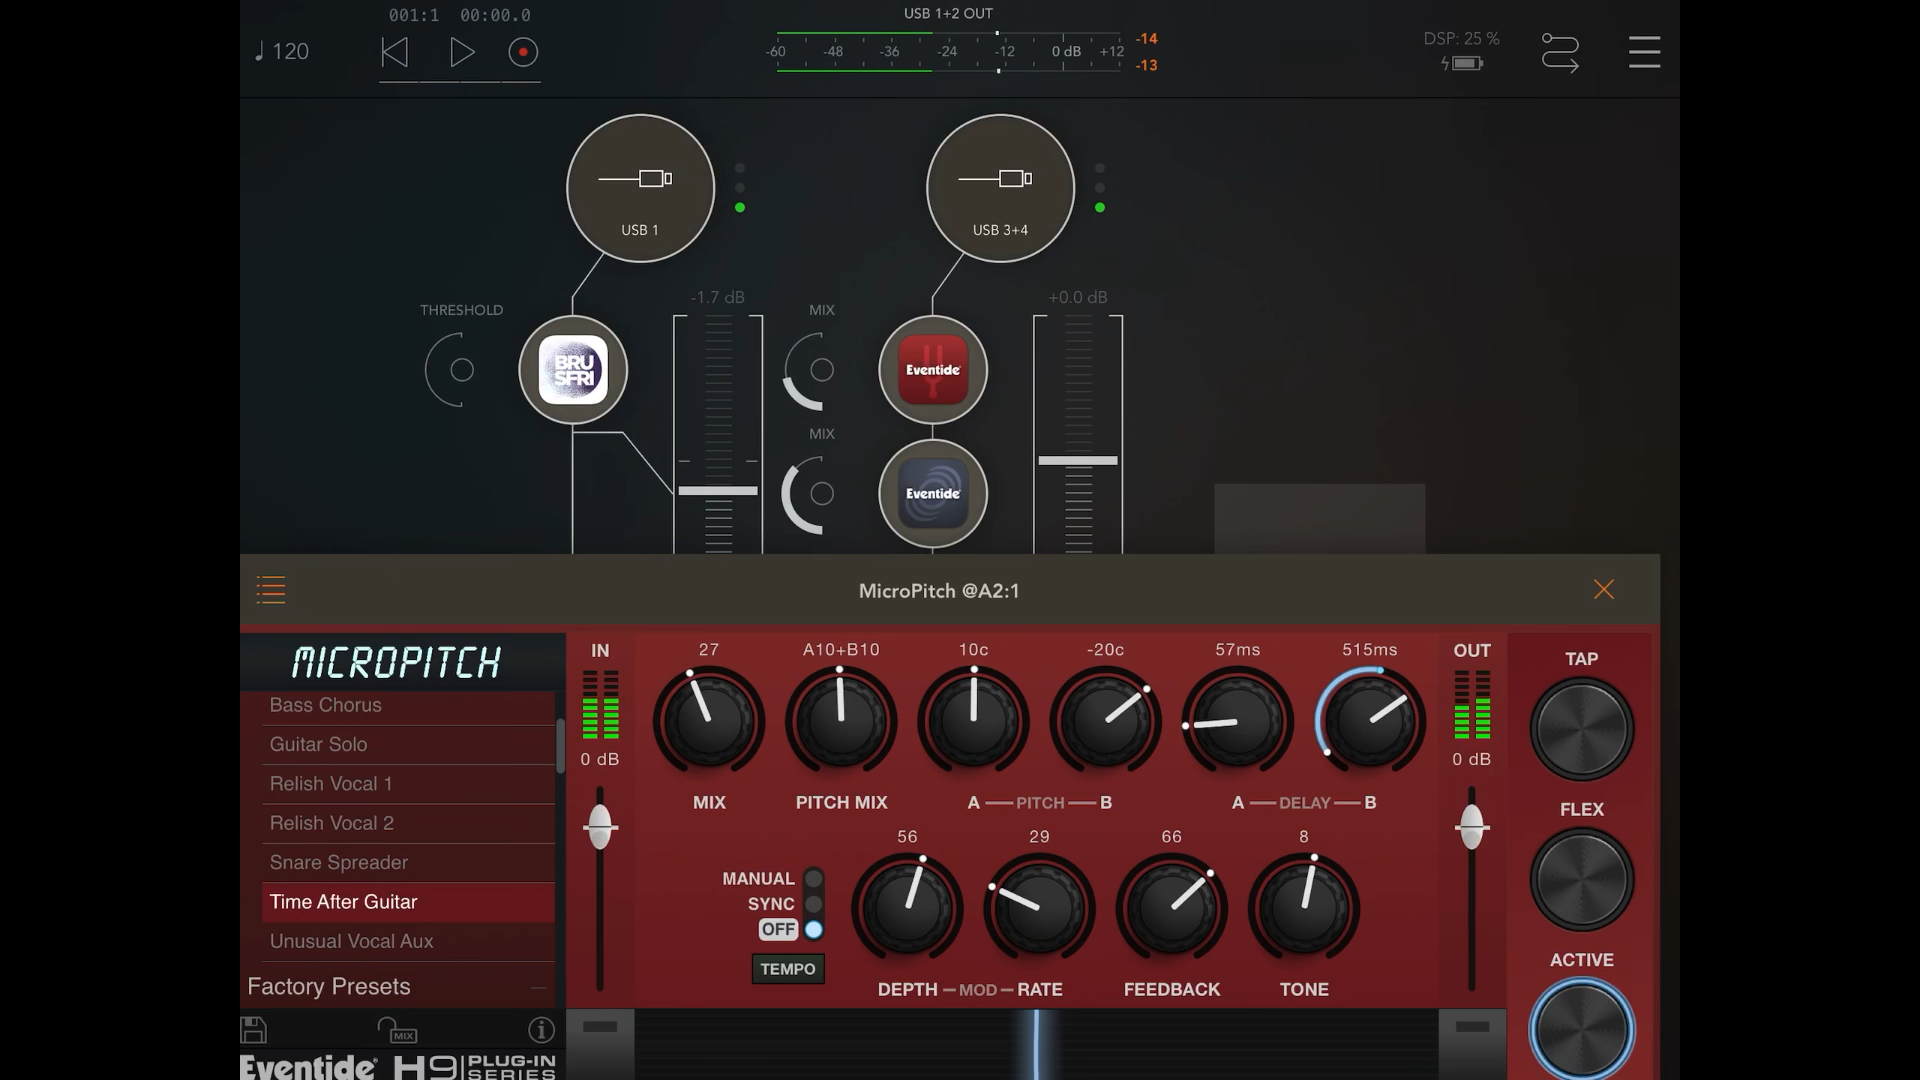 001:1 00:00.0
USB 1+2 OUT
♩ 120
-60 -48 -36 -24 -12 0 dB +12
-14
-13
DSP: 25 %
USB 1
USB 3+4
THRESHOLD
-1.7 dB
MIX
+0.0 dB
BRU
SFRI
Eventide
MIX
Eventide
MicroPitch @A2:1
MICROPITCH
Bass Chorus
Guitar Solo
Relish Vocal 1
Relish Vocal 2
Snare Spreader
Time After Guitar
Unusual Vocal Aux
Factory Presets
MIX
Eventide H9 PLUG-IN
SERIES
IN
0 dB
27 A10+B10 10c -20c 57ms 515ms
MIX PITCH MIX A PITCH B A DELAY B
56 29 66 8
MANUAL
SYNC
OFF
TEMPO
DEPTH MOD RATE FEEDBACK TONE
OUT
0 dB
TAP
FLEX
ACTIVE